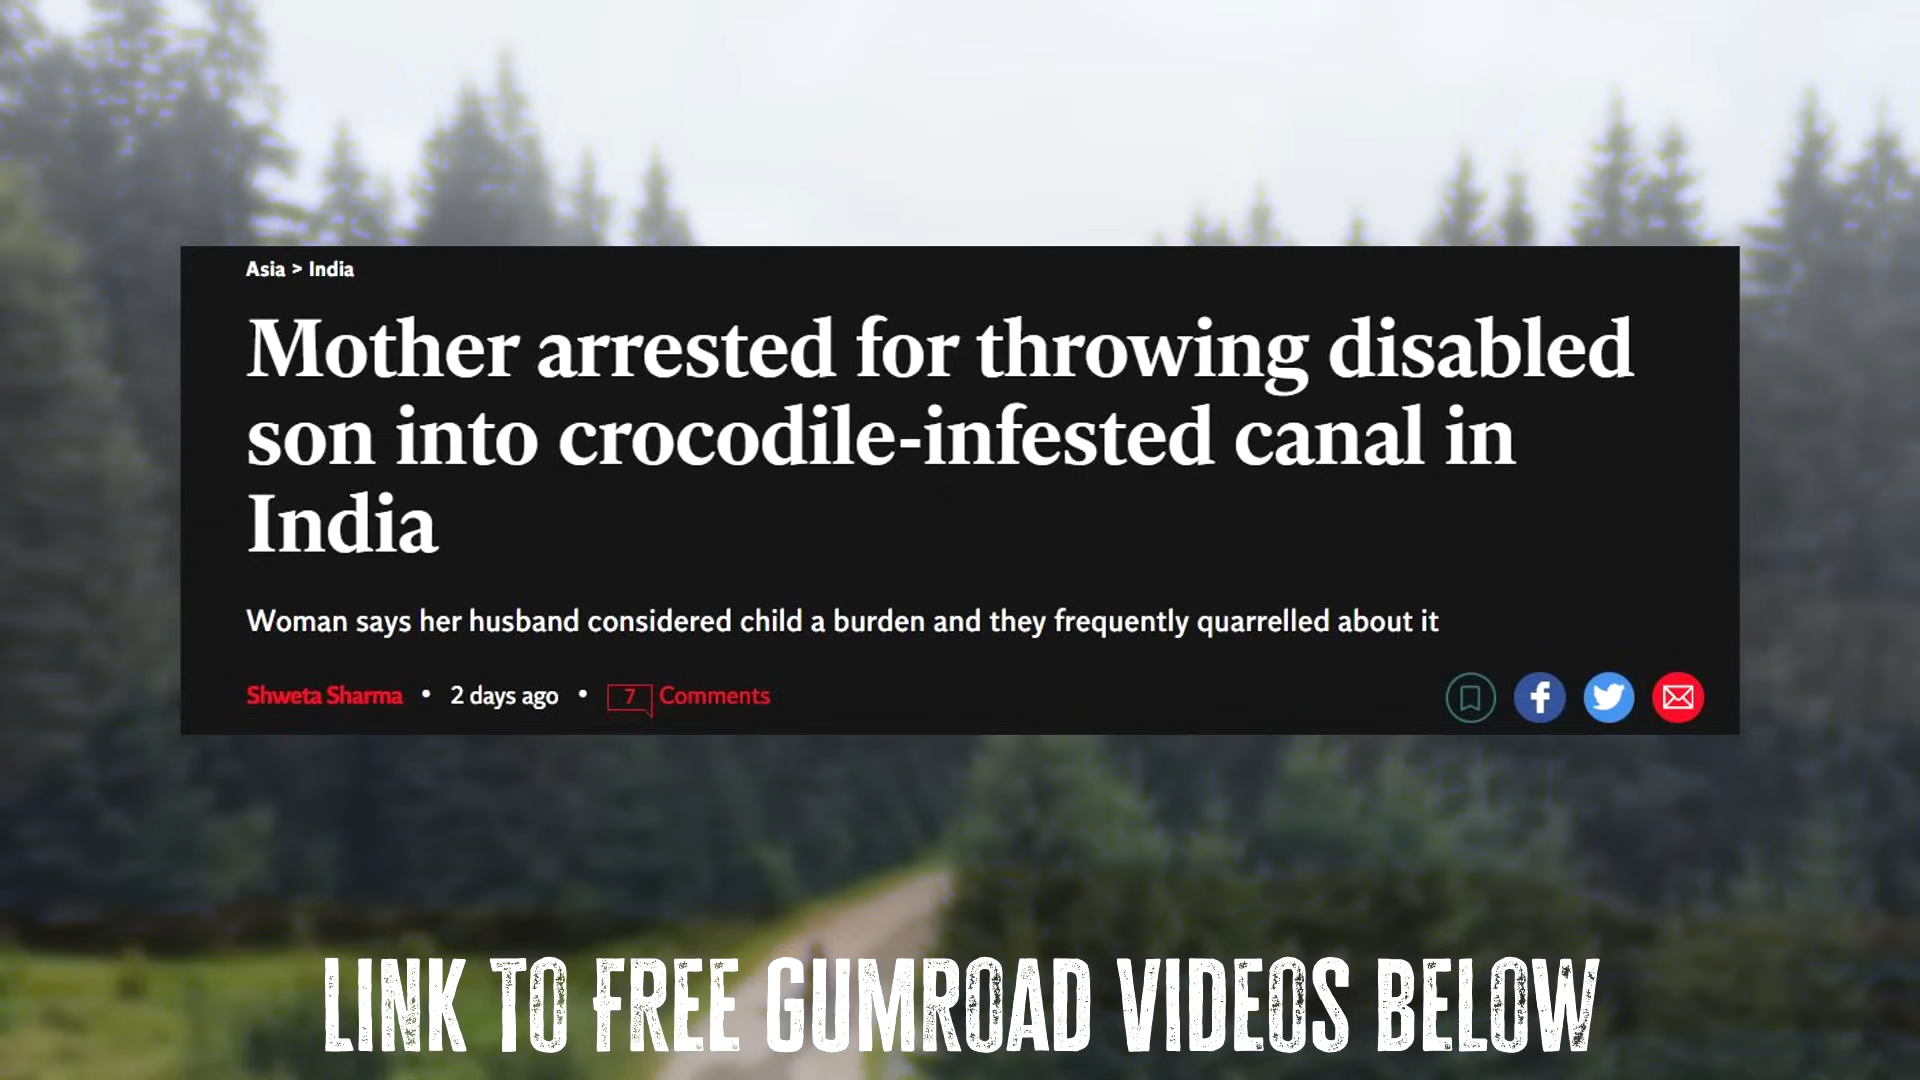 Asia > India
Mother arrested for throwing disabled
son into crocodile-infested canal in
India
Woman says her husband considered child a burden and they frequently quarrelled about it
Shweta Sharma • 2 days ago • 7 Comments
LINK TO FREE GUMROAD VIDEOS BELOW